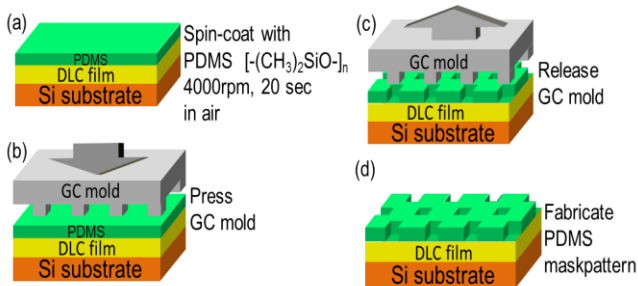 (a)
PDMS
DLC film
Si substrate
Spin-coat with
PDMS [-(CH₃)₂SiO-]ₙ
4000rpm, 20 sec
in air
(b)
GC mold
PDMS
DLC film
Si substrate
Press
GC mold
(c)
GC mold
DLC film
Si substrate
Release
GC mold
(d)
DLC film
Si substrate
Fabricate
PDMS
maskpattern